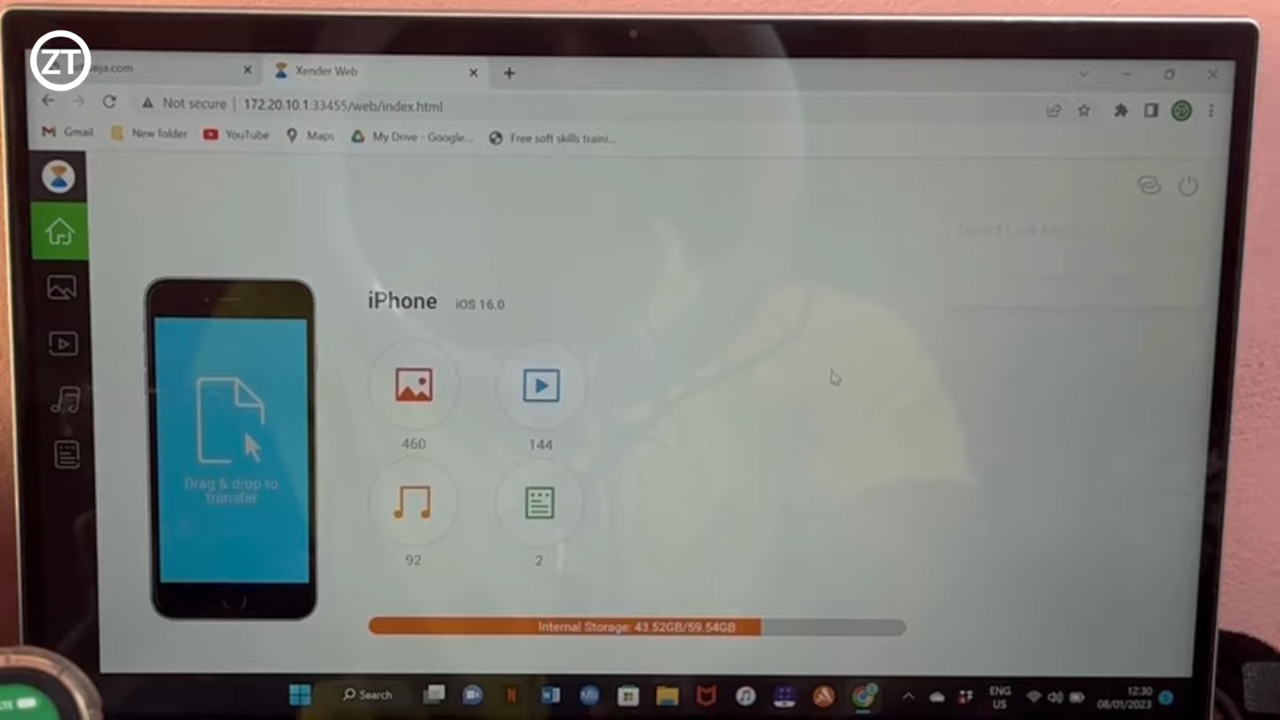 ZT
Xender Web
Not secure | 172.20.10.1:33455/web/index.html
Gmail
New folder
YouTube
Maps
My Drive - Google...
Free soft skills traini...
iPhone iOS 16.0
460
144
Drag & drop to
transfer
92
2
Internal Storage: 43.52GB/59.54GB
Search
ENG
US
12:30
08/01/2023